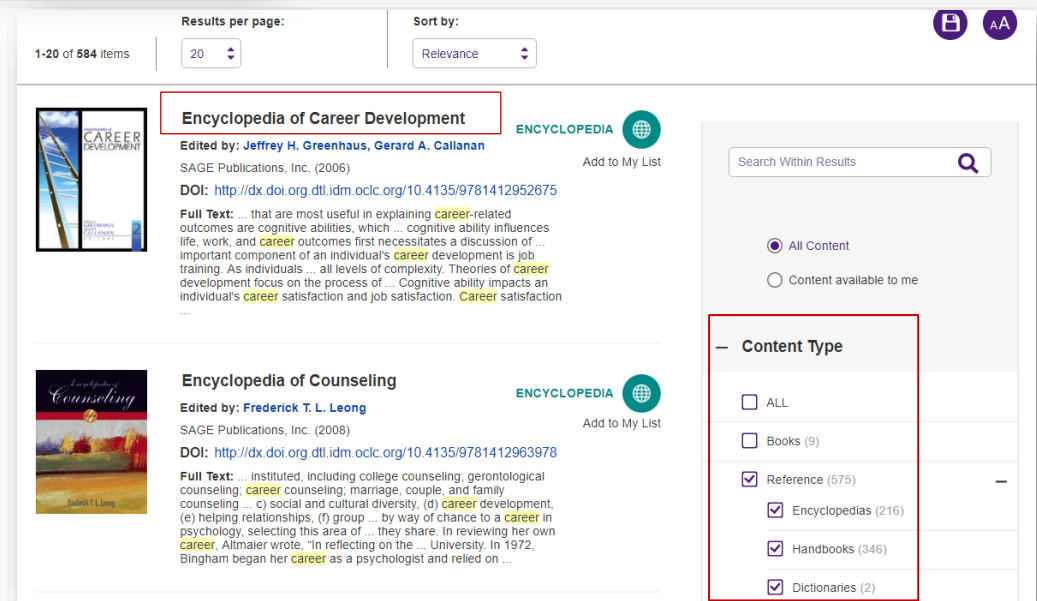 Results per page:
Sort by:
AA
1-20 of 584 items
20
Relevance
CAREER
DEVELOPMENT
GREENHAUS
CALLANAN
EDITORS
2
Encyclopedia of Career Development
ENCYCLOPEDIA
Add to My List
Edited by: Jeffrey H. Greenhaus, Gerard A. Callanan
SAGE Publications, Inc. (2006)
DOI: http://dx.doi.org.dtl.idm.oclc.org/10.4135/9781412952675
Full Text: ... that are most useful in explaining career-related
outcomes are cognitive abilities, which ... cognitive ability influences
life, work, and career outcomes first necessitates a discussion of ...
important component of an individual's career development is job
training. As individuals ... all levels of complexity. Theories of career
development focus on the process of ... Cognitive ability impacts an
individual's career satisfaction and job satisfaction. Career satisfaction
...
Encyclopedia of
Counseling
Frederick T. L. Leong
Encyclopedia of Counseling
ENCYCLOPEDIA
Add to My List
Edited by: Frederick T. L. Leong
SAGE Publications, Inc. (2008)
DOI: http://dx.doi.org.dtl.idm.oclc.org/10.4135/9781412963978
Full Text: ... instituted, including college counseling; gerontological
counseling; career counseling; marriage, couple, and family
counseling ... c) social and cultural diversity, (d) career development,
(e) helping relationships, (f) group ... by way of chance to a career in
psychology, selecting this area of ... they share. In reviewing her own
career, Altmaier wrote, “In reflecting on the ... University. In 1972,
Bingham began her career as a psychologist and relied on ...
Search Within Results
All Content
Content available to me
Content Type
ALL
Books (9)
Reference (575)
Encyclopedias (216)
Handbooks (346)
Dictionaries (2)